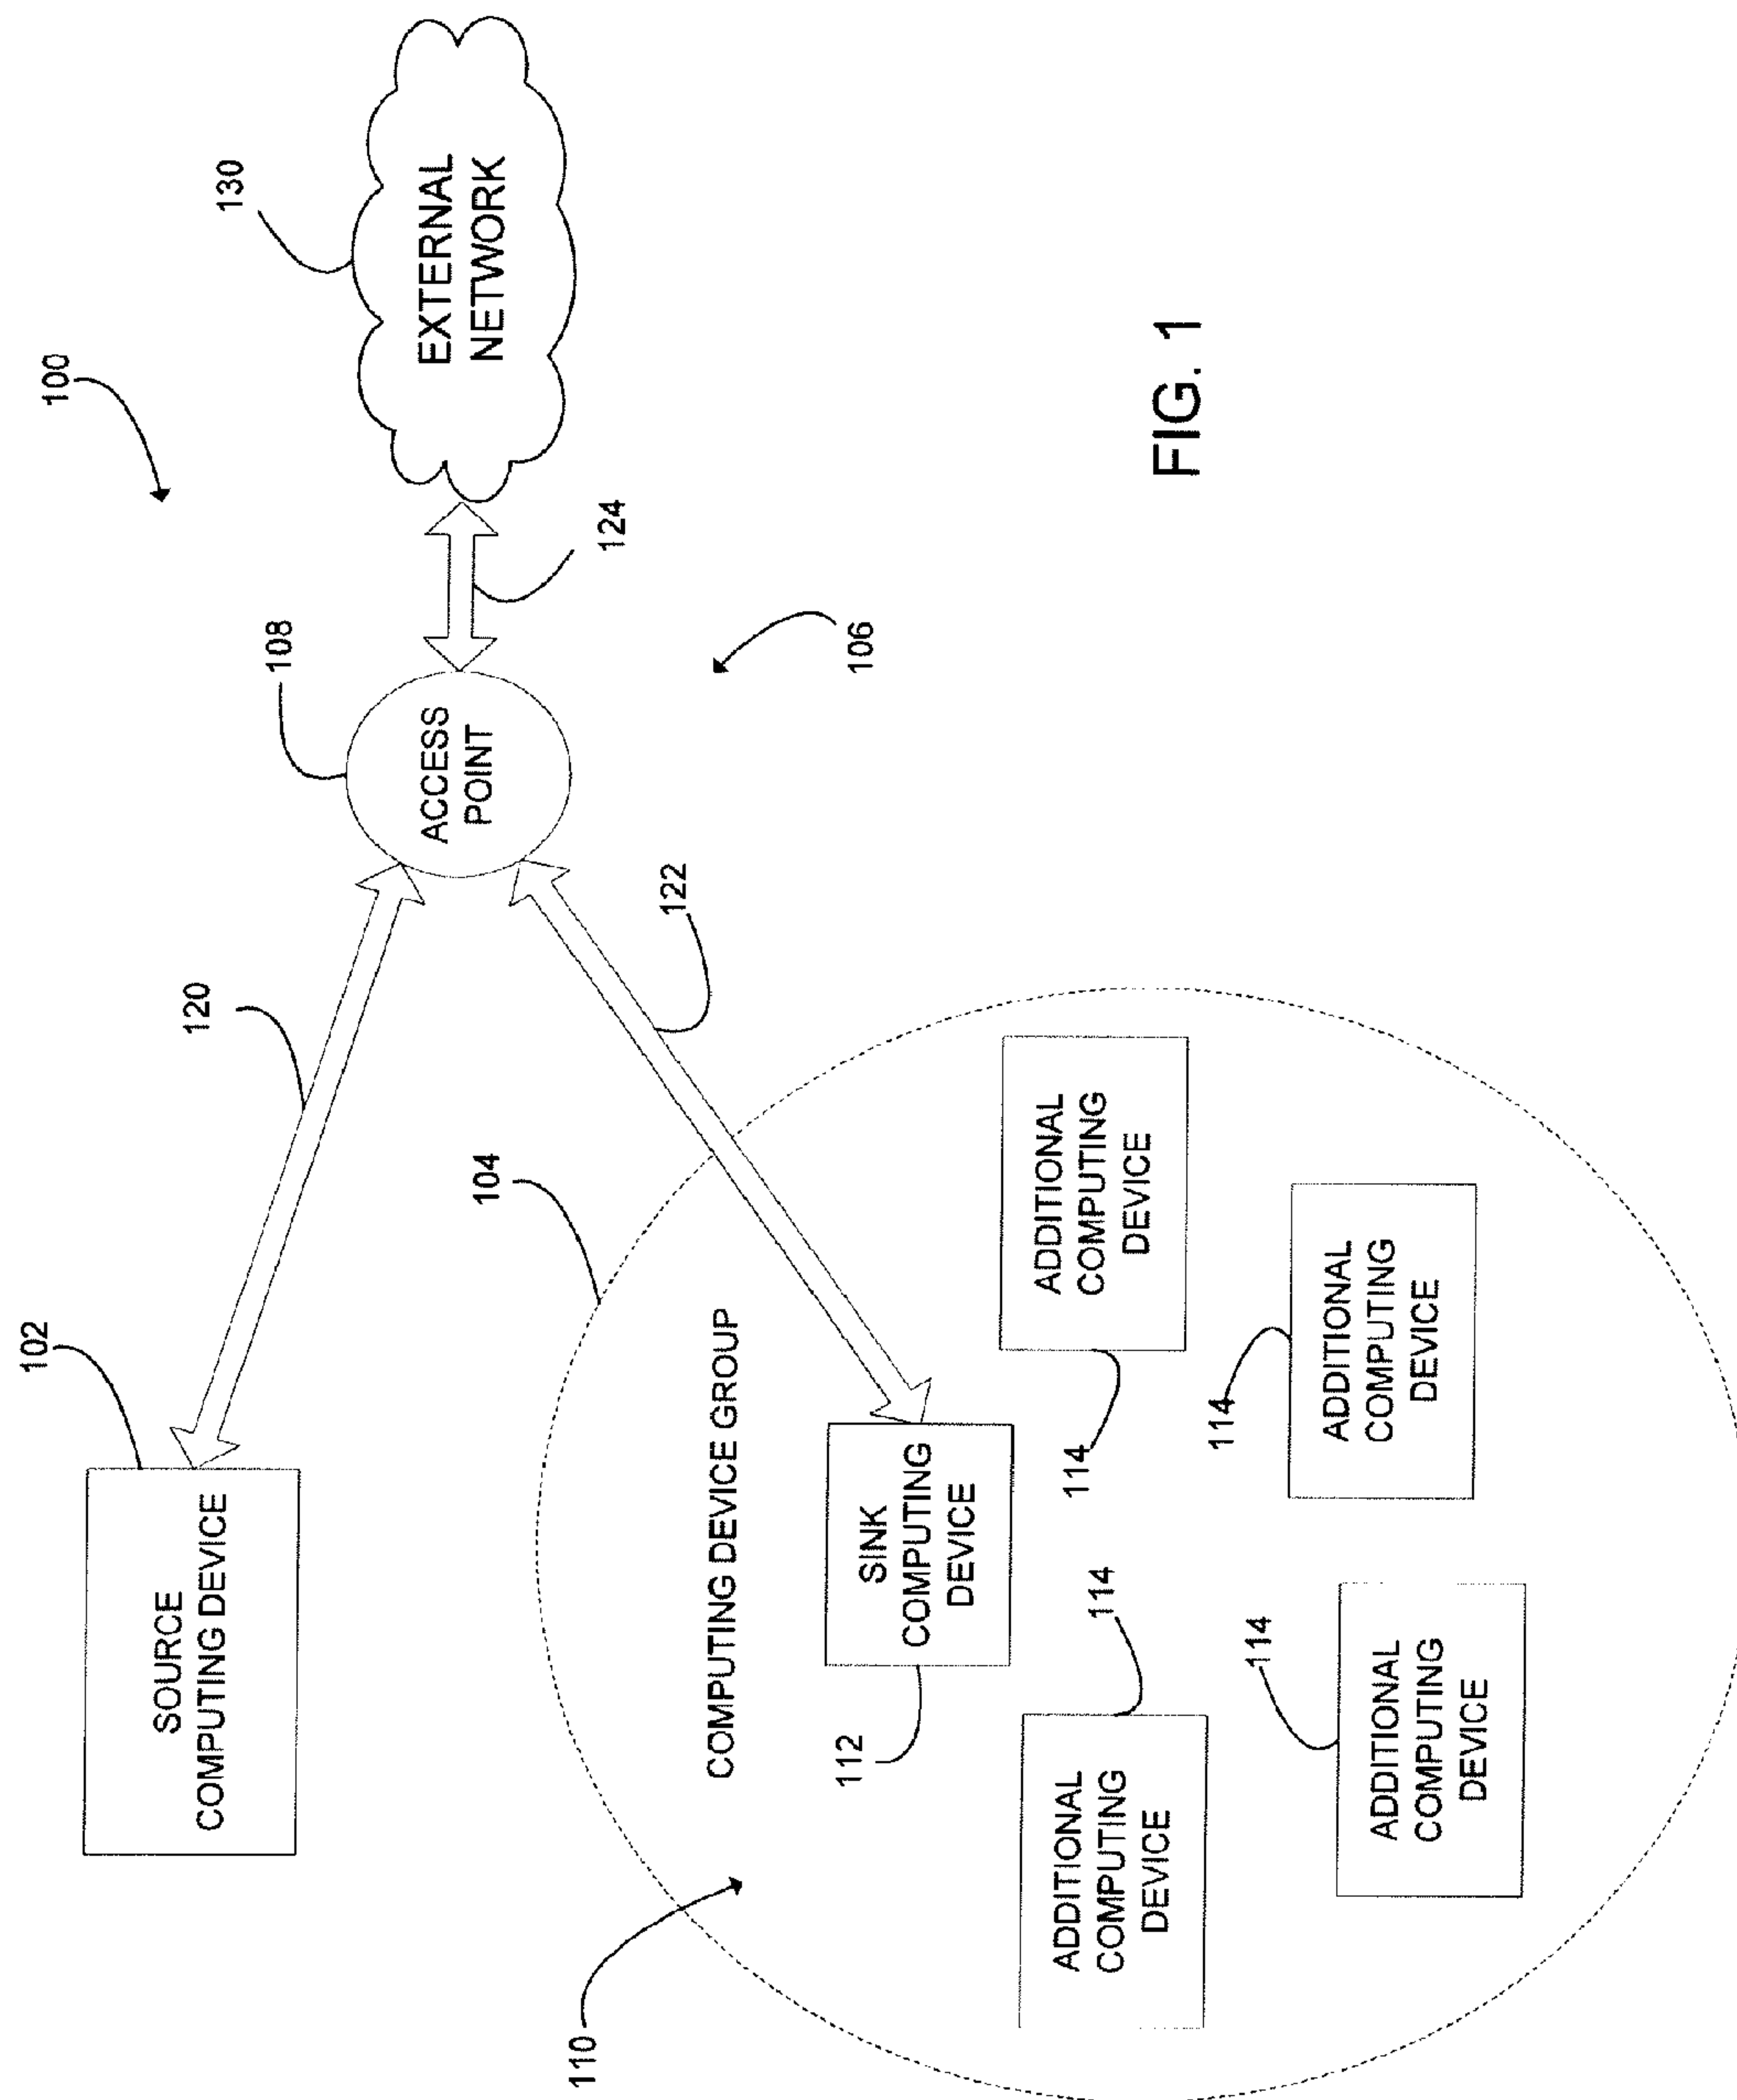 100
102
SOURCE
COMPUTING DEVICE
120
108
ACCESS
POINT
130
EXTERNAL
NETWORK
124
106
104
122
110
COMPUTING DEVICE GROUP
112
SINK
COMPUTING
DEVICE
114
ADDITIONAL
COMPUTING
DEVICE
114
ADDITIONAL
COMPUTING
DEVICE
114
ADDITIONAL
COMPUTING
DEVICE
114
ADDITIONAL
COMPUTING
DEVICE
FIG. 1